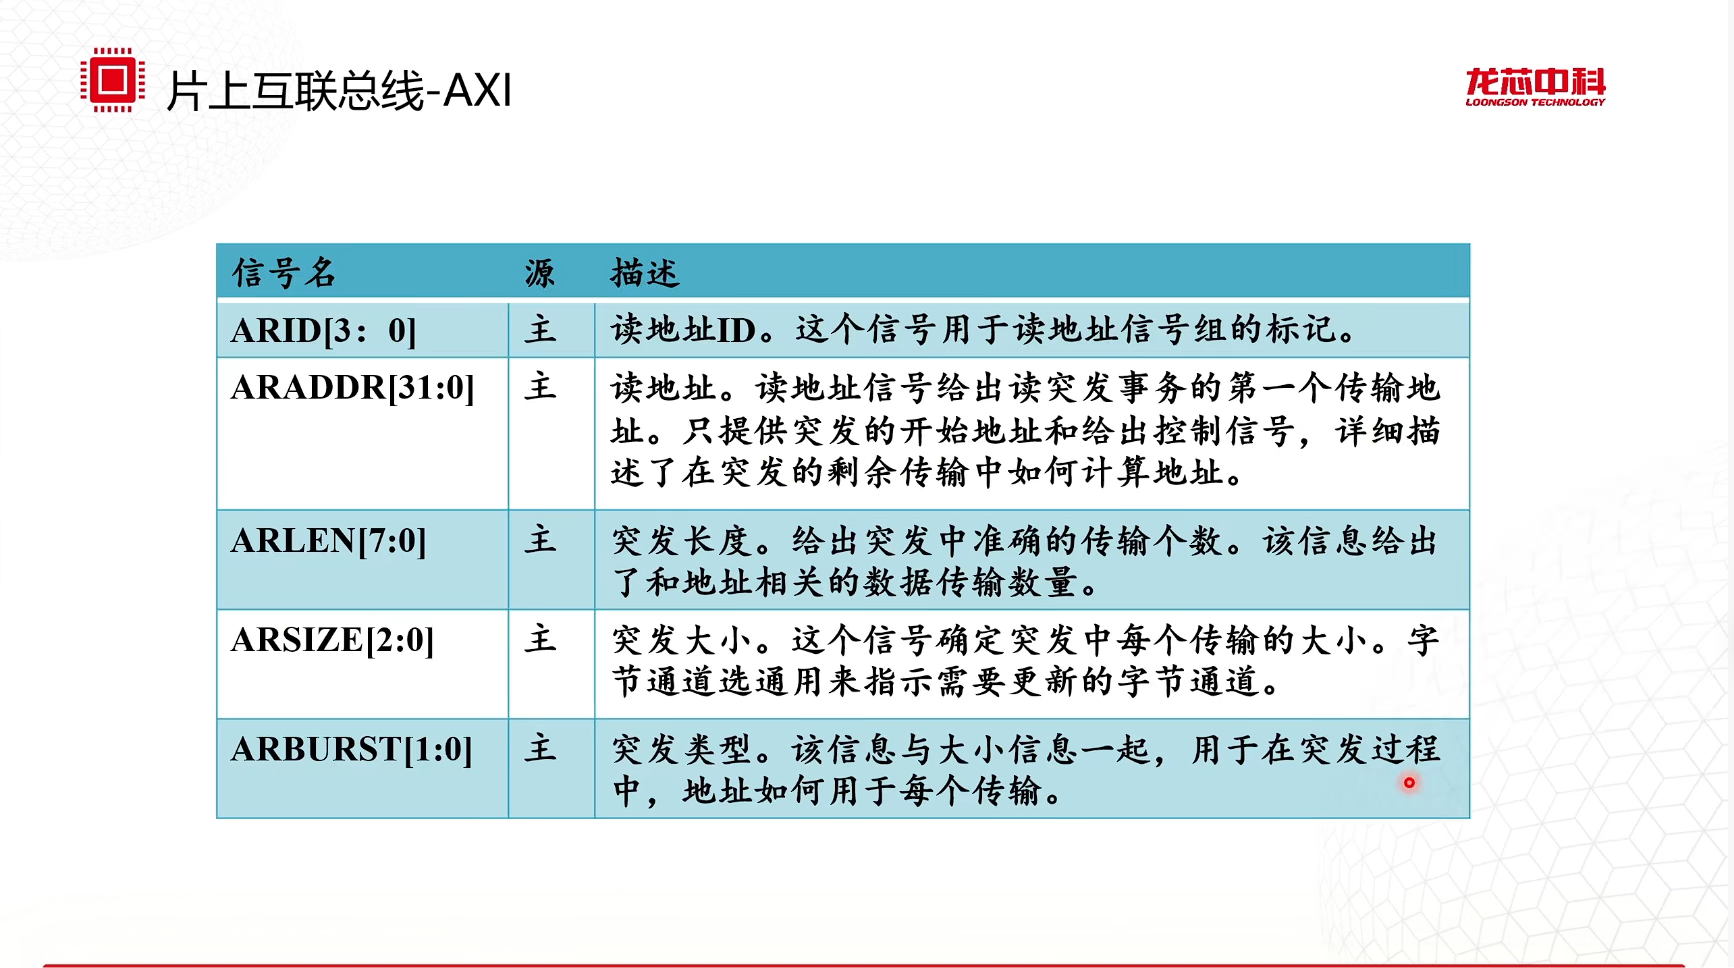 片上互联总线-AXI
龙芯中科
LOONGSON TECHNOLOGY
信号名 源 描述
ARID[3：0] 主 读地址ID。这个信号用于读地址信号组的标记。
ARADDR[31:0] 主 读地址。读地址信号给出读突发事务的第一个传输地
址。只提供突发的开始地址和给出控制信号，详细描
述了在突发的剩余传输中如何计算地址。
ARLEN[7:0] 主 突发长度。给出突发中准确的传输个数。该信息给出
了和地址相关的数据传输数量。
ARSIZE[2:0] 主 突发大小。这个信号确定突发中每个传输的大小。字
节通道选通用来指示需要更新的字节通道。
ARBURST[1:0] 主 突发类型。该信息与大小信息一起，用于在突发过程
中，地址如何用于每个传输。